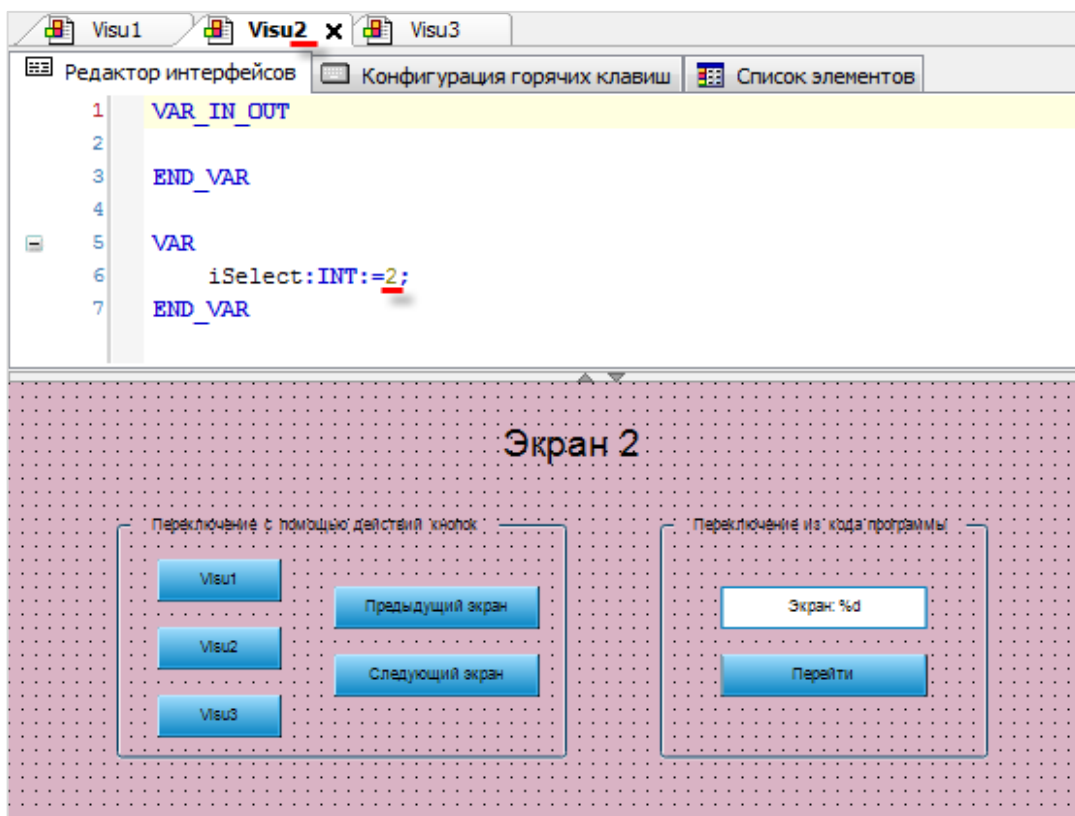 Visu1 Visu2 Visu3
Редактор интерфейсов Конфигурация горячих клавиш Список элементов
1 VAR_IN_OUT
2
3 END_VAR
4
5 VAR
6 iSelect:INT:=2;
7 END_VAR
Экран 2
Переключение с помощью действий кнопок
Переключение из кода программы
Visu1
Предыдущий экран
Экран: %d
Visu2
Следующий экран
Перейти
Visu3